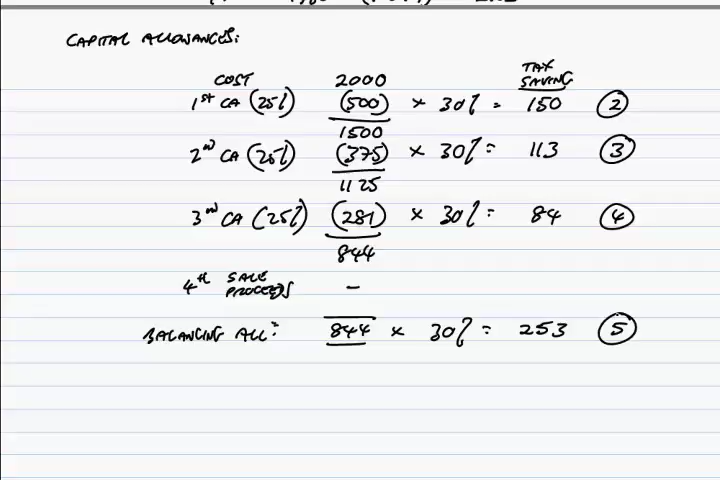 CAPITAL ALLOWANCES:
TAX
COST 2000 SAVING
1st CA (25%) (500) × 30% = 150 (2)
1500
2nd CA (25%) (375) × 30% = 113 (3)
1125
3rd CA (25%) (281) × 30% = 84 (4)
844
4th SALE PROCEEDS –
BALANCING ALL: 844 × 30% = 253 (5)